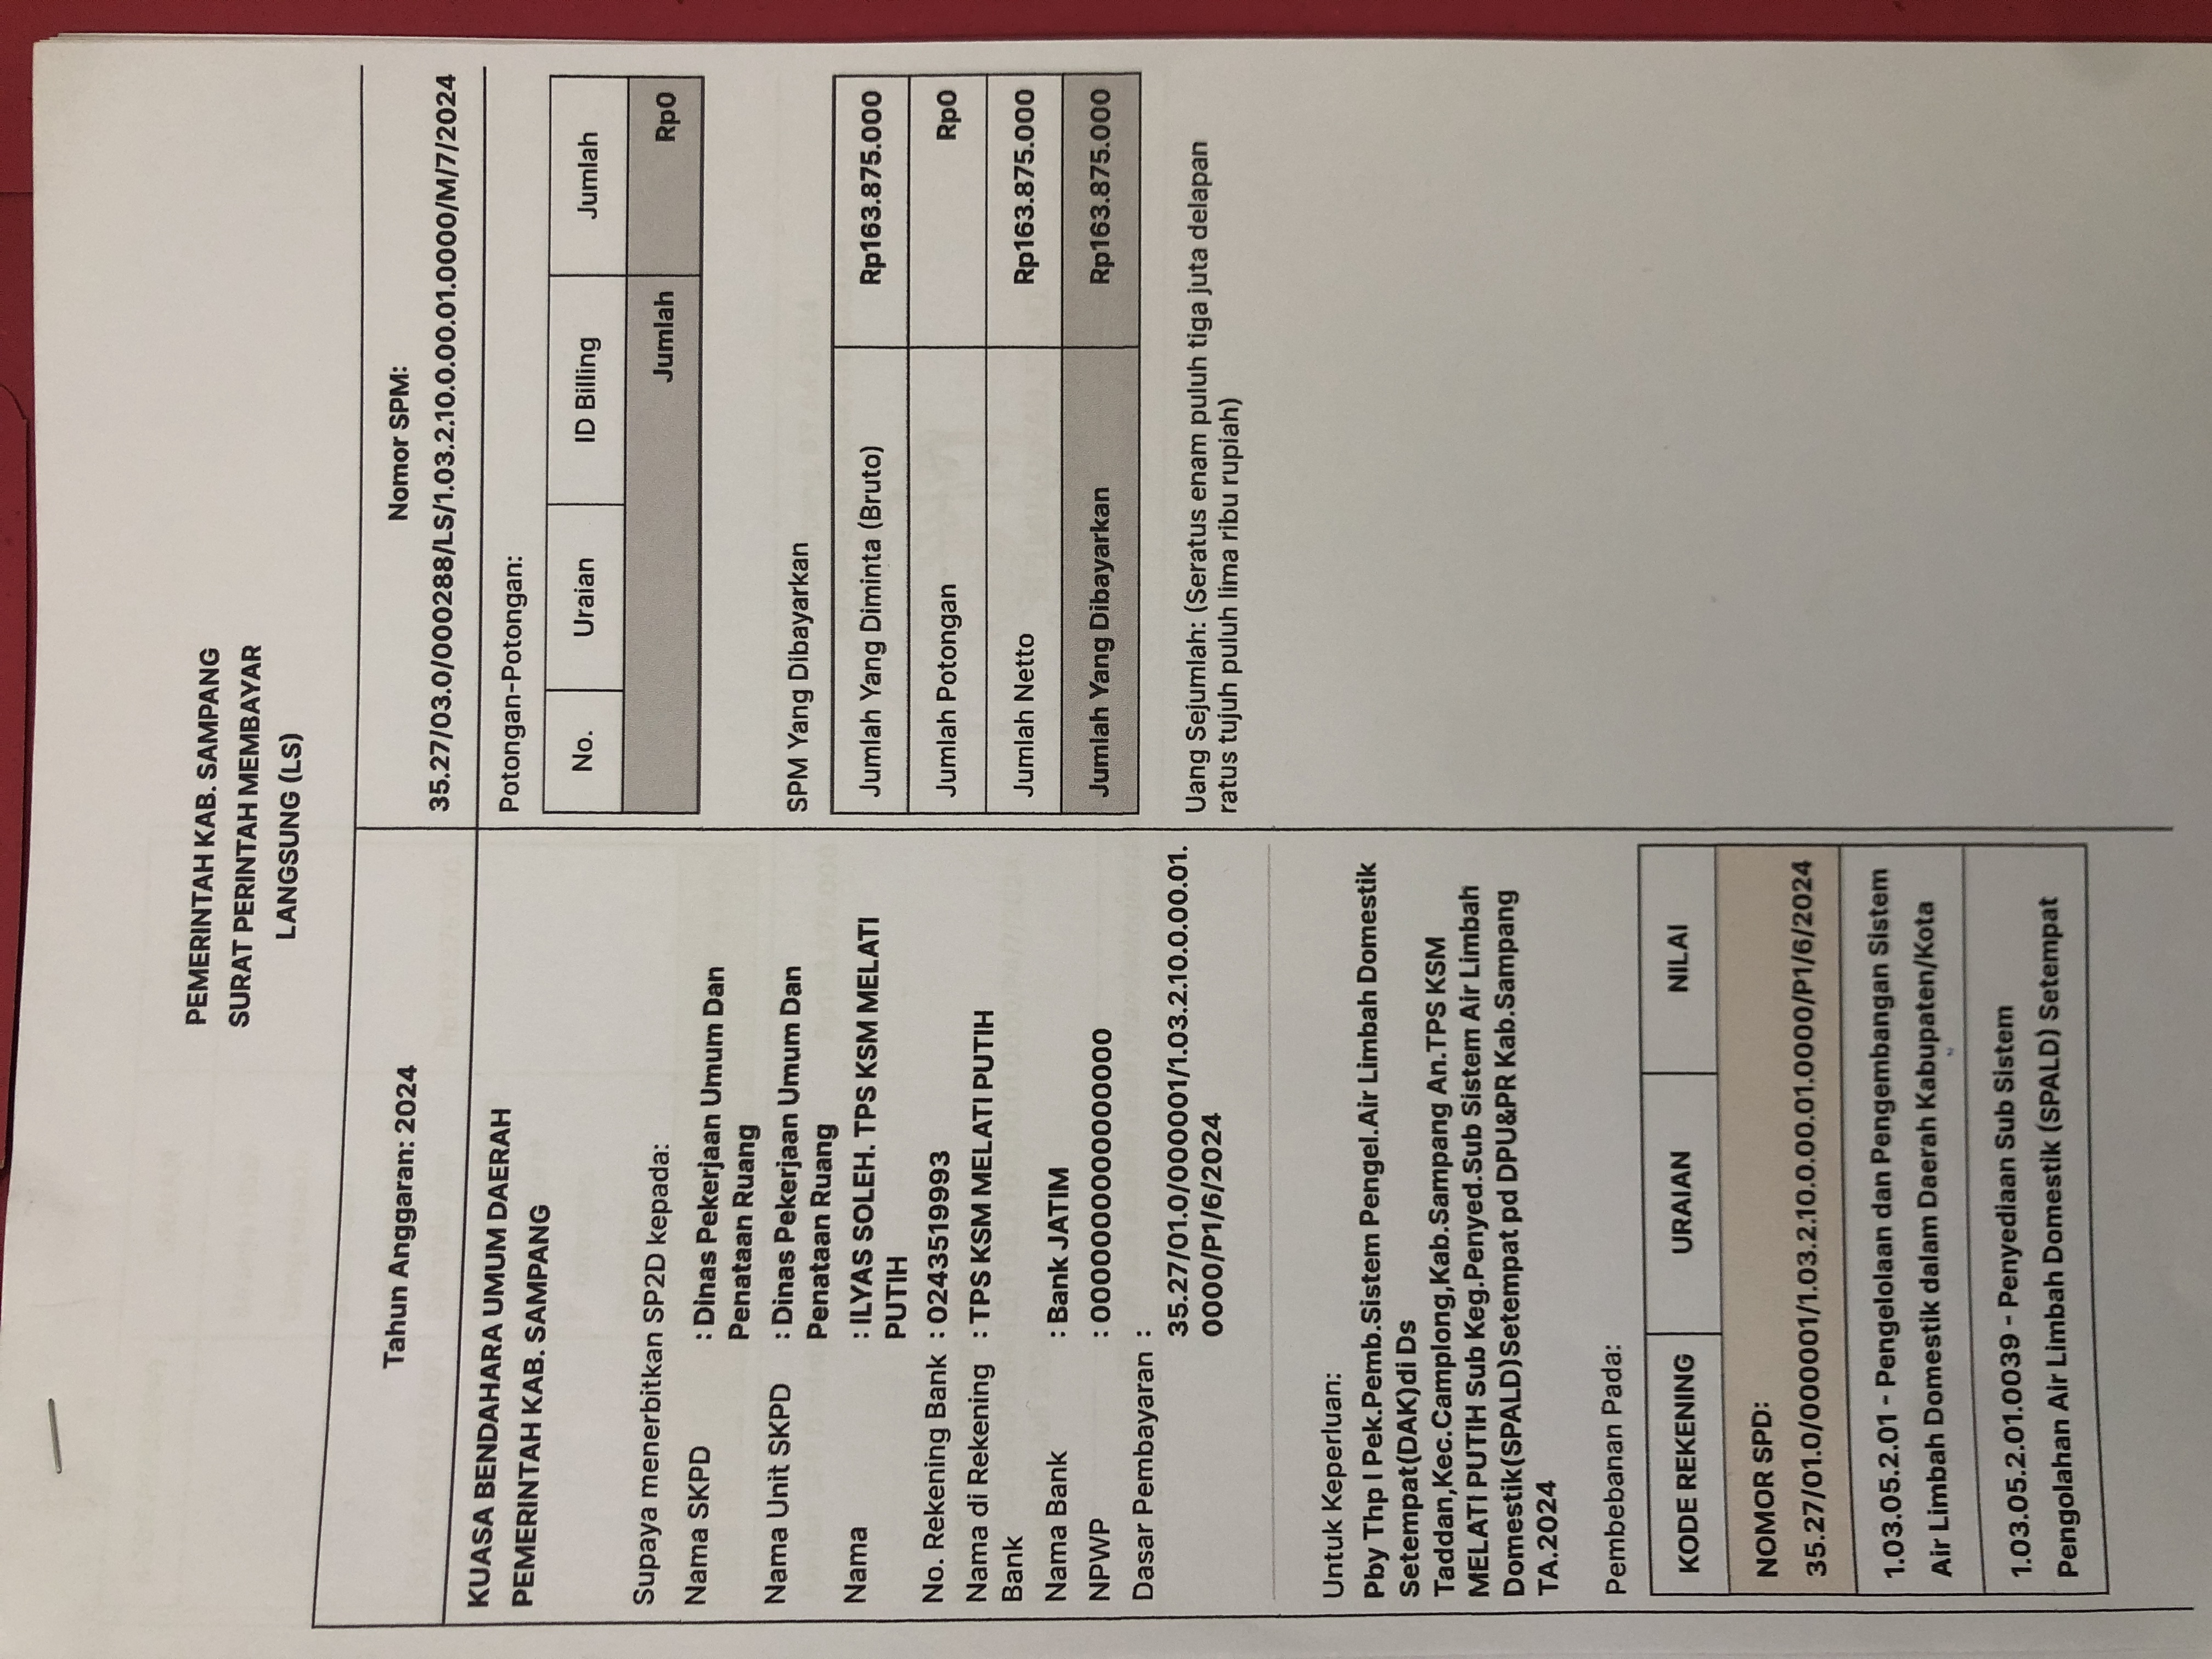 PEMERINTAH KAB. SAMPANG
SURAT PERINTAH MEMBAYAR
LANGSUNG (LS)
Tahun Anggaran: 2024
Nomor SPM:
35.27/03.0/000288/LS/1.03.2.10.0.00.01.0000/M/7/2024
KUASA BENDAHARA UMUM DAERAH
PEMERINTAH KAB. SAMPANG
Supaya menerbitkan SP2D kepada:
Nama SKPD : Dinas Pekerjaan Umum Dan
Penataan Ruang
Nama Unit SKPD : Dinas Pekerjaan Umum Dan
Penataan Ruang
Nama : ILYAS SOLEH. TPS KSM MELATI
PUTIH
No. Rekening Bank : 0243519993
Nama di Rekening : TPS KSM MELATI PUTIH
Bank
Nama Bank : Bank JATIM
NPWP : 0000000000000000
Dasar Pembayaran :
35.27/01.0/000001/1.03.2.10.0.00.01.
0000/P1/6/2024
Untuk Keperluan:
Pby Thp I Pek.Pemb.Sistem Pengel.Air Limbah Domestik
Setempat(DAK)di Ds
Taddan,Kec.Camplong,Kab.Sampang An.TPS KSM
MELATI PUTIH Sub Keg.Penyed.Sub Sistem Air Limbah
Domestik(SPALD)Setempat pd DPU&PR Kab.Sampang
TA.2024
Pembebanan Pada:
KODE REKENING URAIAN NILAI
NOMOR SPD:
35.27/01.0/000001/1.03.2.10.0.00.01.0000/P1/6/2024
1.03.05.2.01 - Pengelolaan dan Pengembangan Sistem
Air Limbah Domestik dalam Daerah Kabupaten/Kota
1.03.05.2.01.0039 - Penyediaan Sub Sistem
Pengolahan Air Limbah Domestik (SPALD) Setempat
Potongan-Potongan:
No. Uraian ID Billing Jumlah
Jumlah Rp0
SPM Yang Dibayarkan
Jumlah Yang Diminta (Bruto) Rp163.875.000
Jumlah Potongan Rp0
Jumlah Netto Rp163.875.000
Jumlah Yang Dibayarkan Rp163.875.000
Uang Sejumlah: (Seratus enam puluh tiga juta delapan
ratus tujuh puluh lima ribu rupiah)